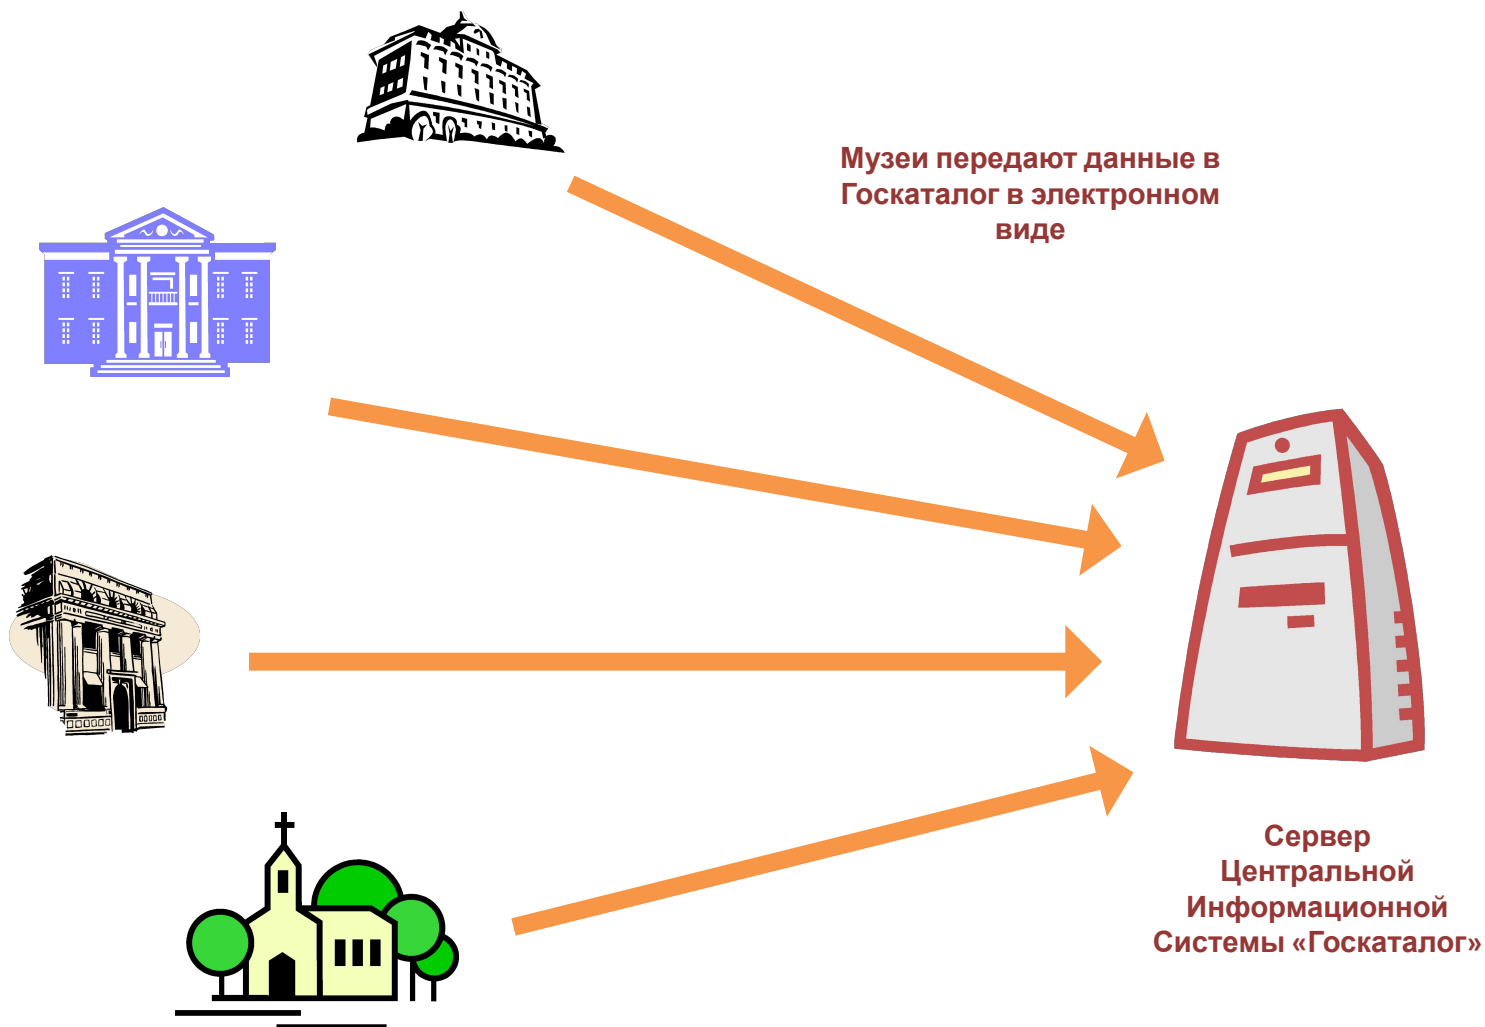 Музеи передают данные в
Госкаталог в электронном
виде
Сервер
Центральной
Информационной
Системы «Госкаталог»